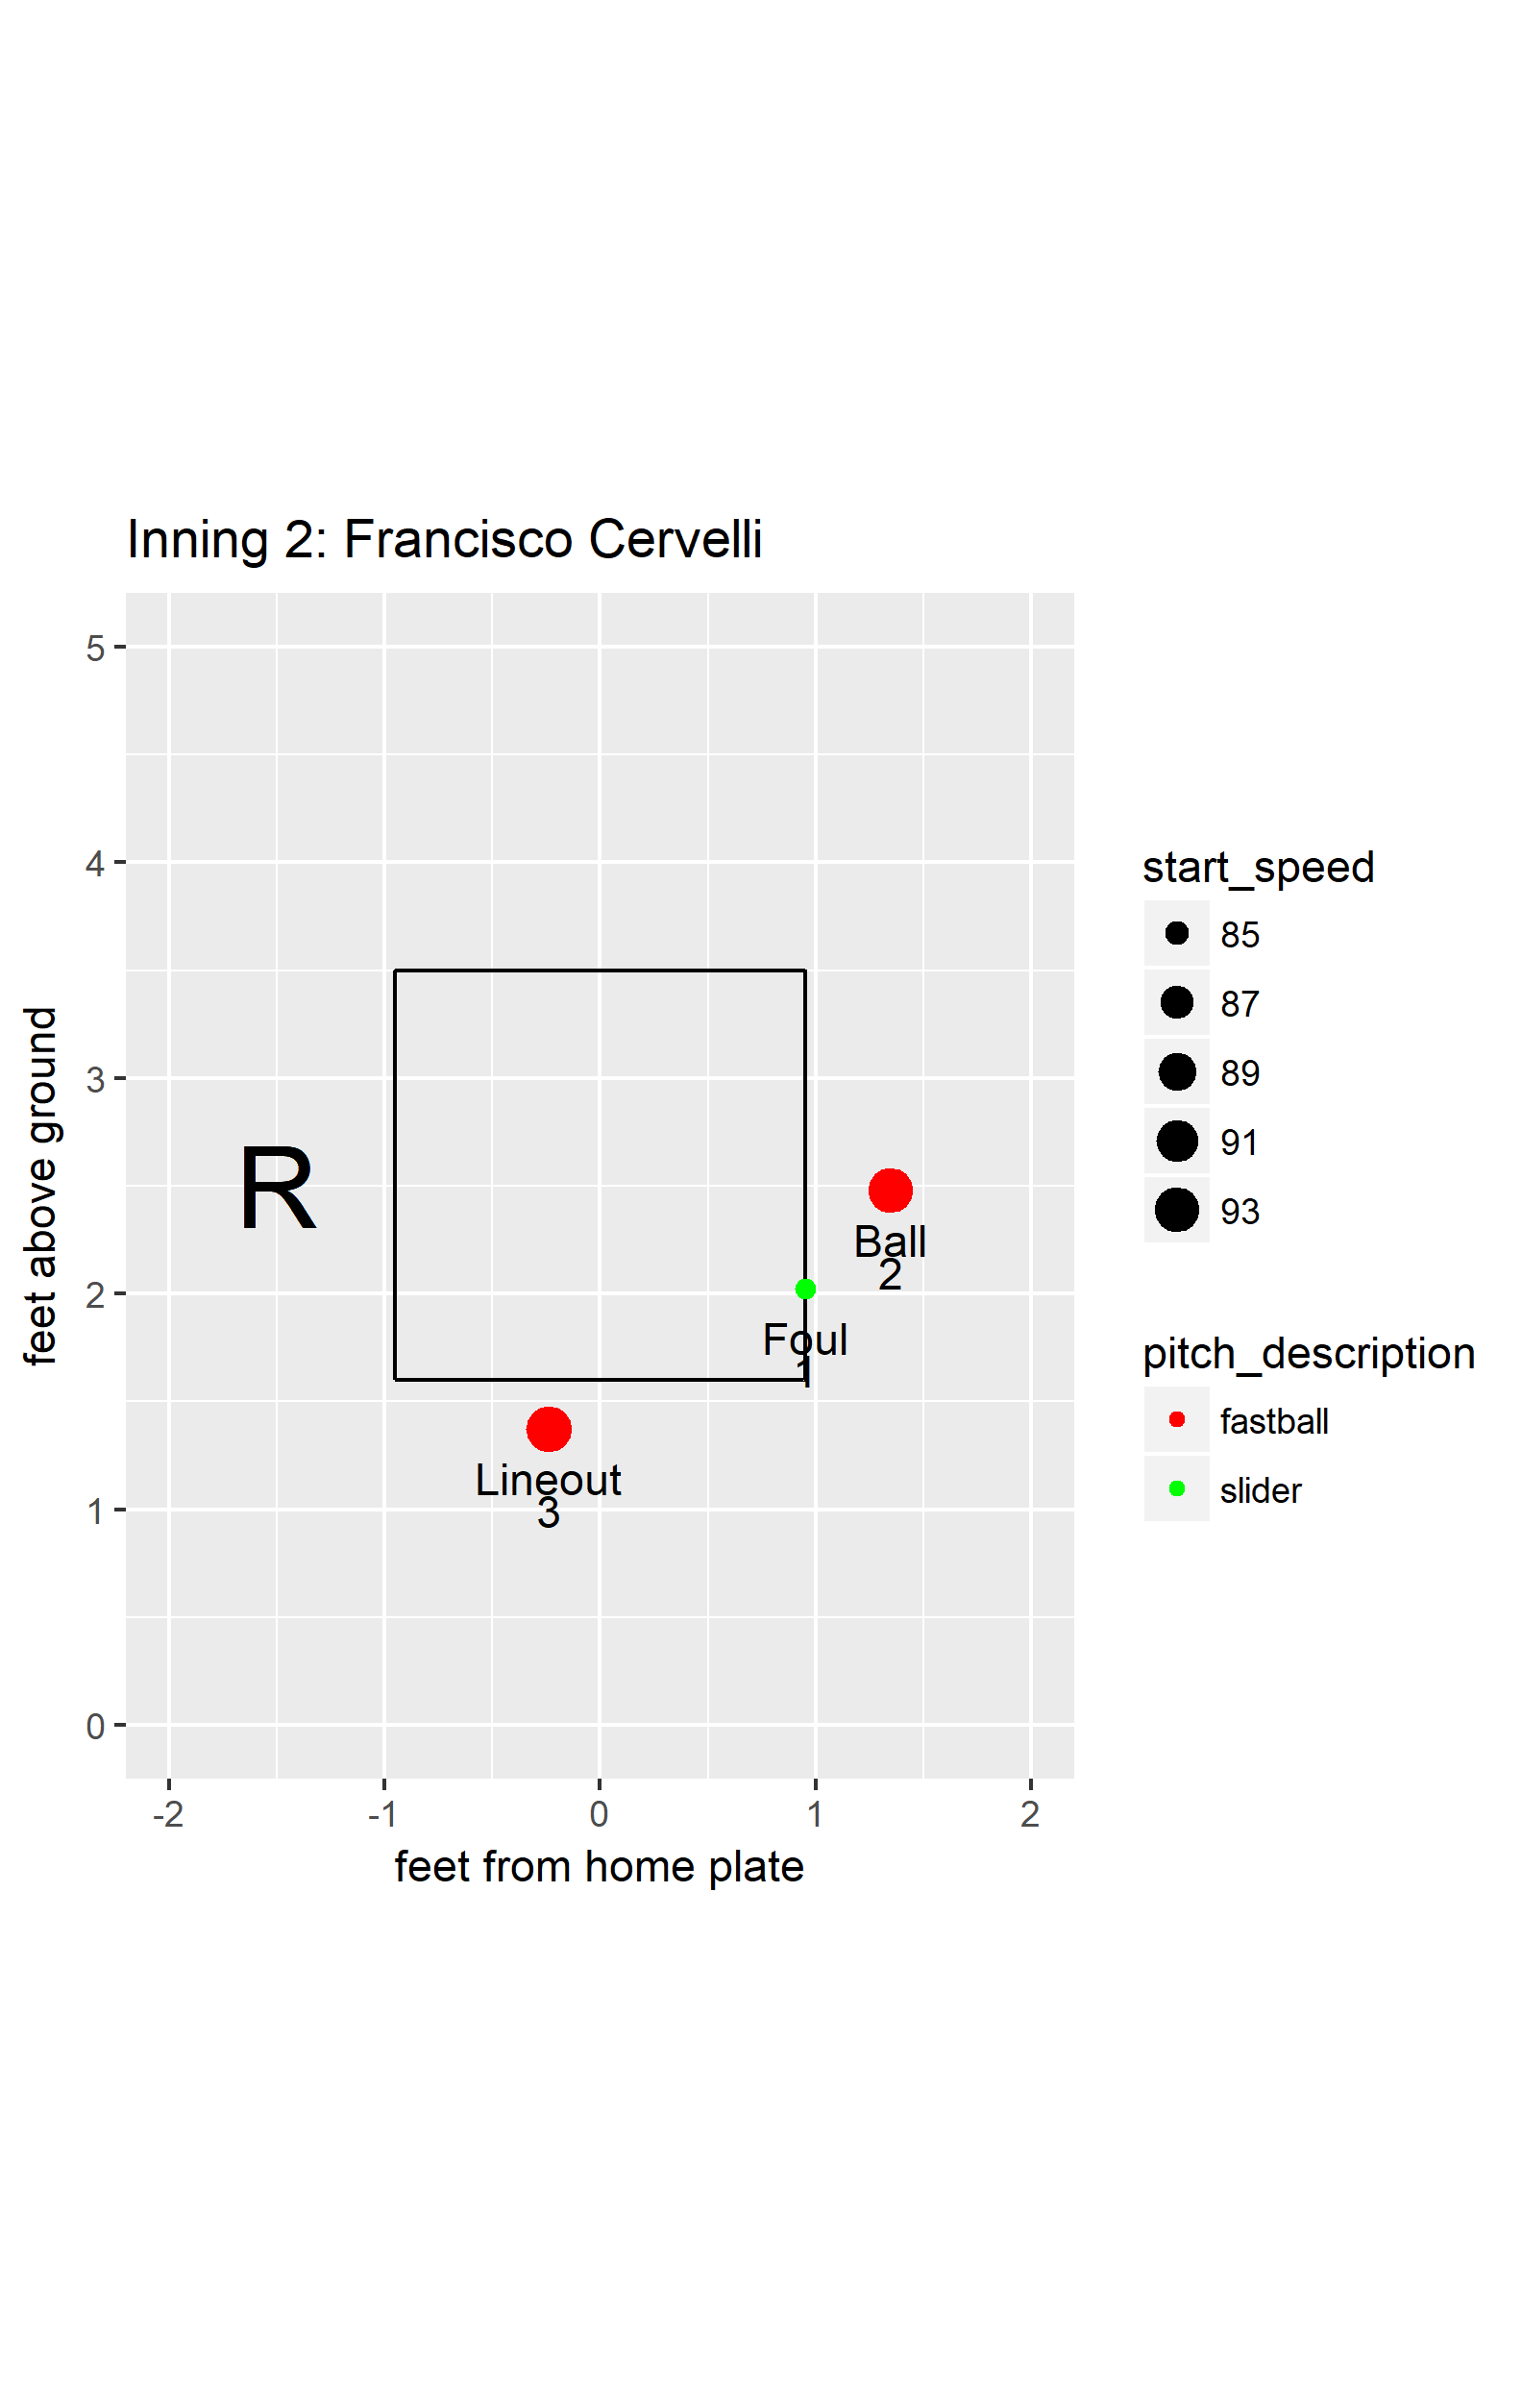 Inning 2: Francisco Cervelli
feet above ground
5
4
3
2
1
0
R
Ball
2
Foul
1
Lineout
3
-2
-1
0
1
2
feet from home plate
start_speed
85
87
89
91
93
pitch_description
fastball
slider